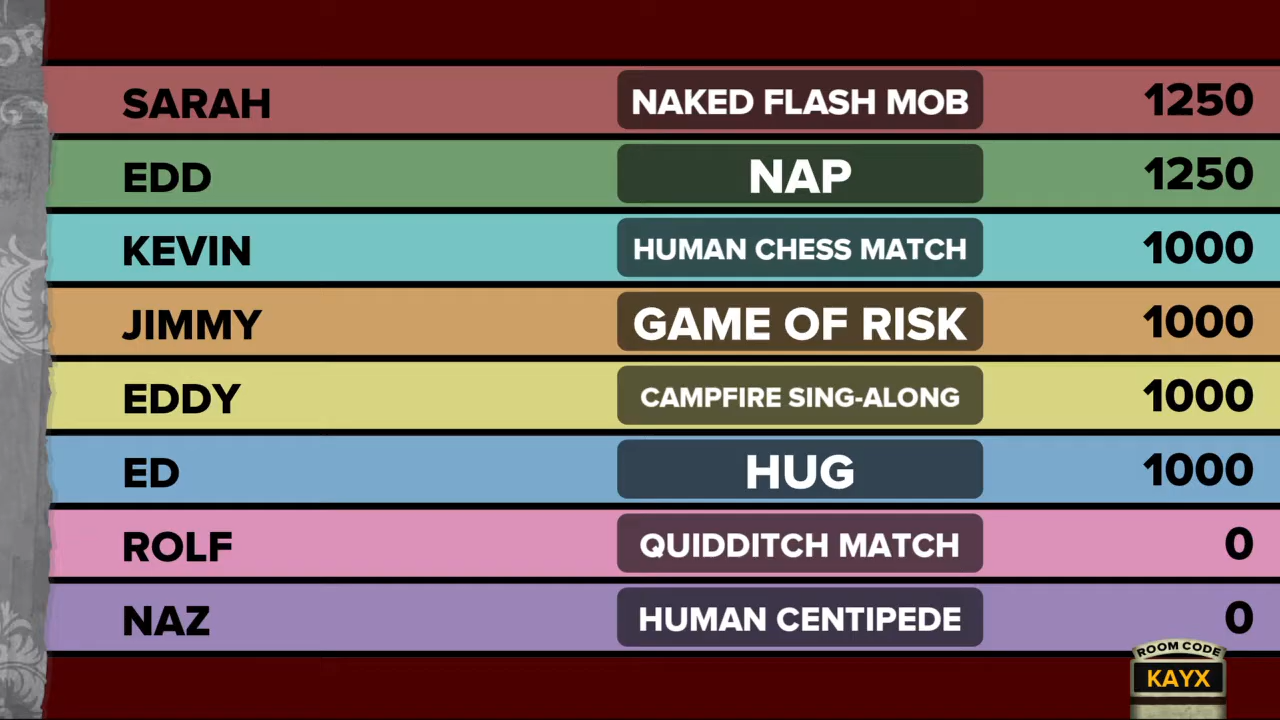 SARAH NAKED FLASH MOB 1250
EDD NAP 1250
KEVIN HUMAN CHESS MATCH 1000
JIMMY GAME OF RISK 1000
EDDY CAMPFIRE SING-ALONG 1000
ED HUG 1000
ROLF QUIDDITCH MATCH 0
NAZ HUMAN CENTIPEDE 0
ROOM CODE
KAYX